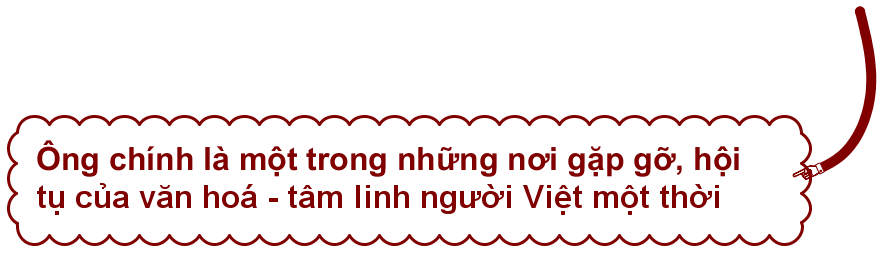 Ông chính là một trong những nơi gặp gỡ, hội
tụ của văn hoá - tâm linh người Việt một thời